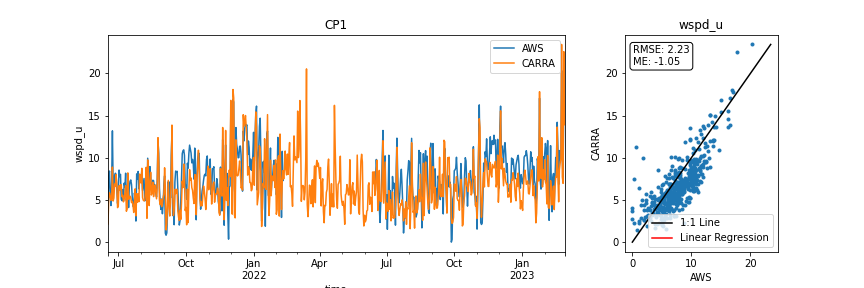 CP1
wspd_u
20
15
10
5
0
AWS
CARRA
Jul
Oct
Jan
2022
Apr
Jul
Oct
Jan
2023
time
wspd_u
CARRA
20
15
10
5
0
RMSE: 2.23
ME: -1.05
1:1 Line
Linear Regression
0
10
20
AWS